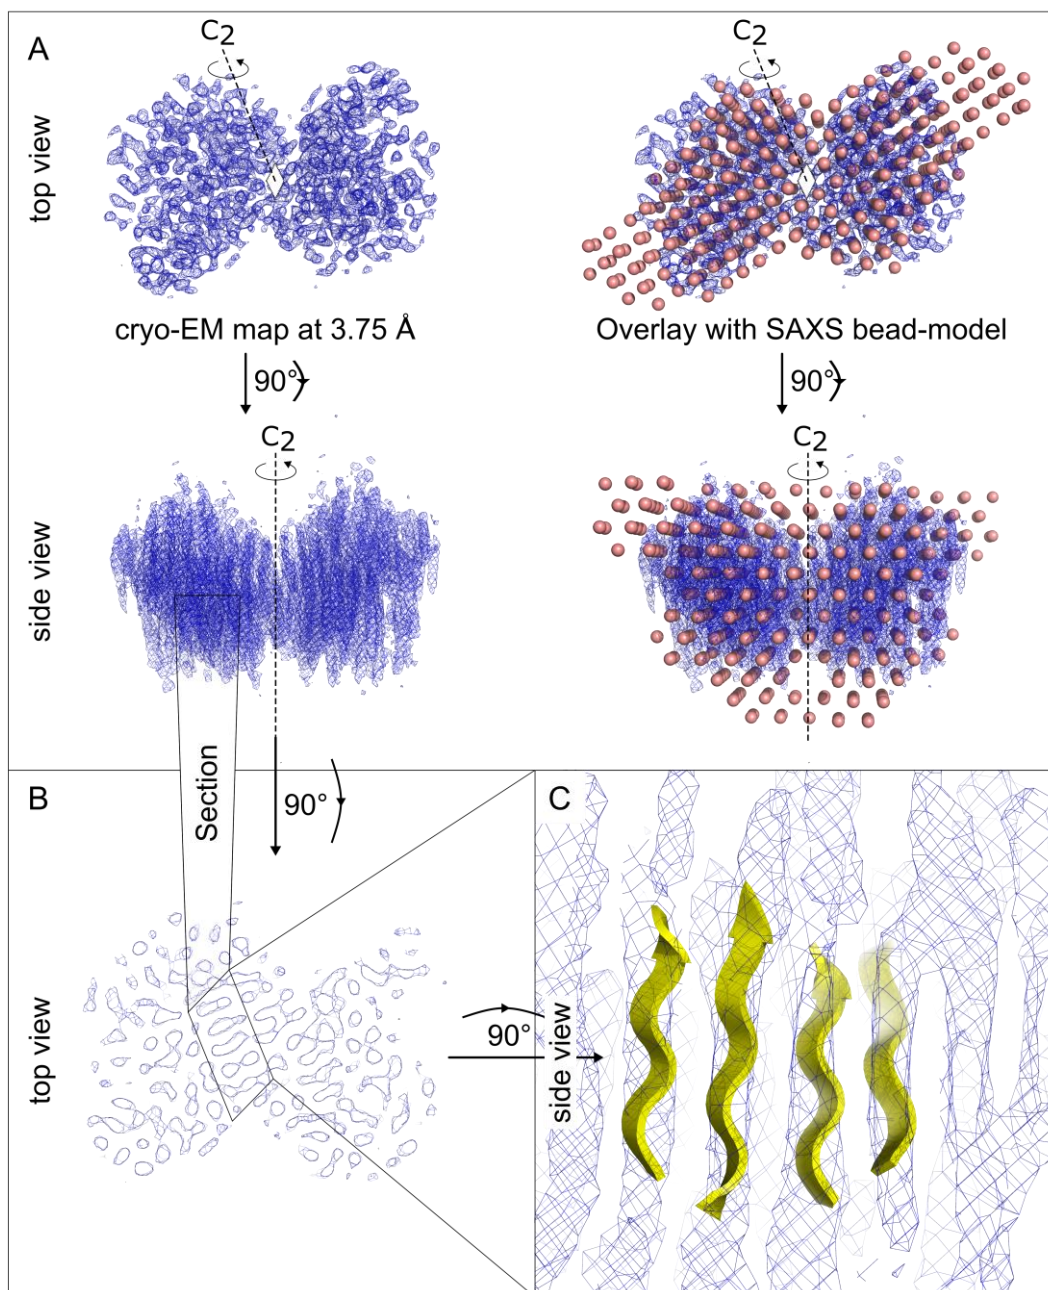 A
C2
C2
top view
cryo-EM map at 3.75 Å
Overlay with SAXS bead-model
90°
90°
C2
C2
side view
Section
B
90°
C
top view
90°
side view